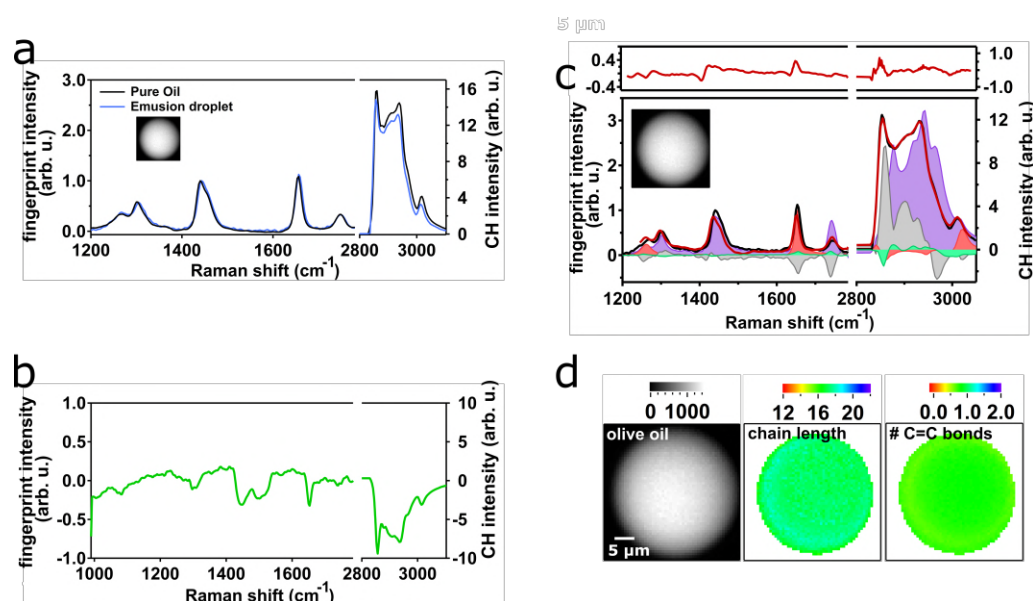 5 µm
a
fingerprint intensity
(arb. u.)
3.0
2.0
1.0
0.0
Pure Oil
Emusion droplet
16
12
8
4
0
CH intensity (arb. u.)
1200 1400 1600 2800 3000
Raman shift (cm-1)
b
fingerprint intensity
(arb. u.)
1.0
0.5
0.0
-0.5
-1.0
10
5
0
-5
-10
CH intensity (arb. u.)
1000 1200 1400 1600 2800 3000
Raman shift (cm-1)
c
0.4
-0.4
1.0
-1.0
fingerprint intensity
(arb. u.)
3
2
1
0
12
8
4
0
CH intensity (arb. u.)
1200 1400 1600 2800 3000
Raman shift (cm-1)
d
0 1000
olive oil
5 µm
12 16 20
chain length
0.0 1.0 2.0
# C=C bonds